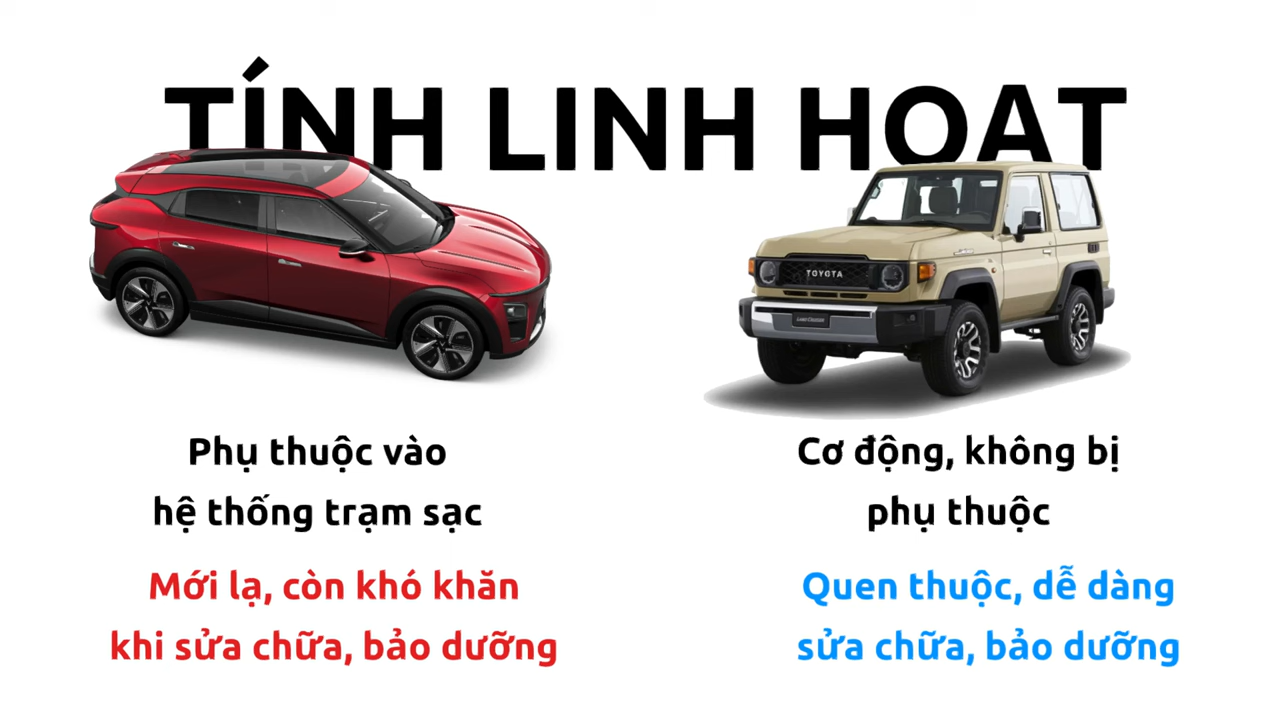 TÍNH LINH HOẠT
TOYOTA
Phụ thuộc vào
hệ thống trạm sạc
Mới lạ, còn khó khăn
khi sửa chữa, bảo dưỡng
Cơ động, không bị
phụ thuộc
Quen thuộc, dễ dàng
sửa chữa, bảo dưỡng